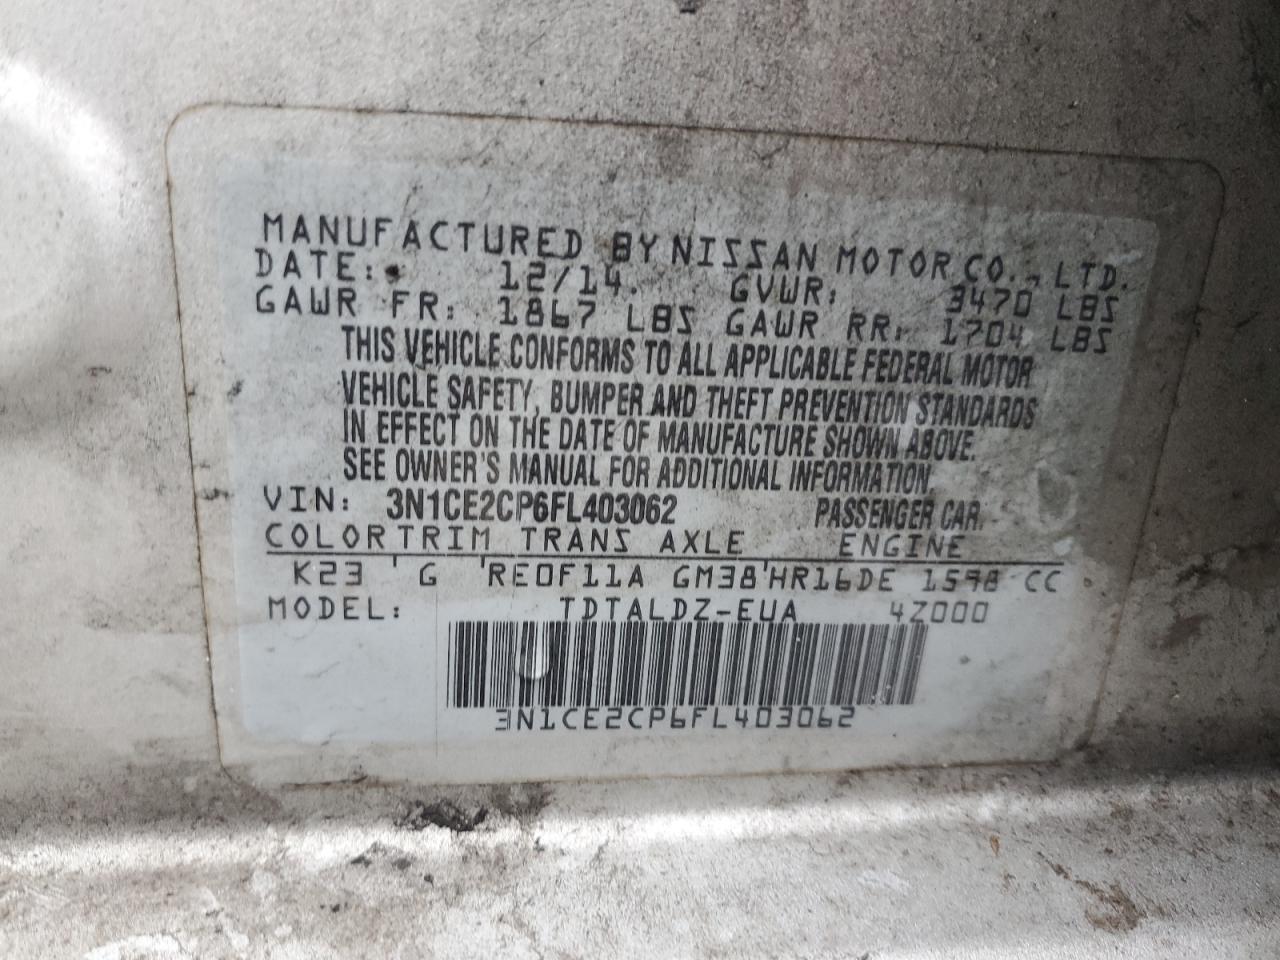 MANUFACTURED BY NISSAN MOTOR CO., LTD.
DATE: 12/14. GVWR: 3470 LBS
GAWR FR: 1867 LBS GAWR RR: 1704 LBS
THIS VEHICLE CONFORMS TO ALL APPLICABLE FEDERAL MOTOR
VEHICLE SAFETY, BUMPER AND THEFT PREVENTION STANDARDS
IN EFFECT ON THE DATE OF MANUFACTURE SHOWN ABOVE.
SEE OWNER'S MANUAL FOR ADDITIONAL INFORMATION.
VIN: 3N1CE2CP6FL403062 PASSENGER CAR.
COLOR TRIM TRANS AXLE ENGINE
K23 ' G 'RE0F11A GM38'HR16DE 1598 CC
MODEL: TDTALDZ-EUA 4Z000
3N1CE2CP6FL403062